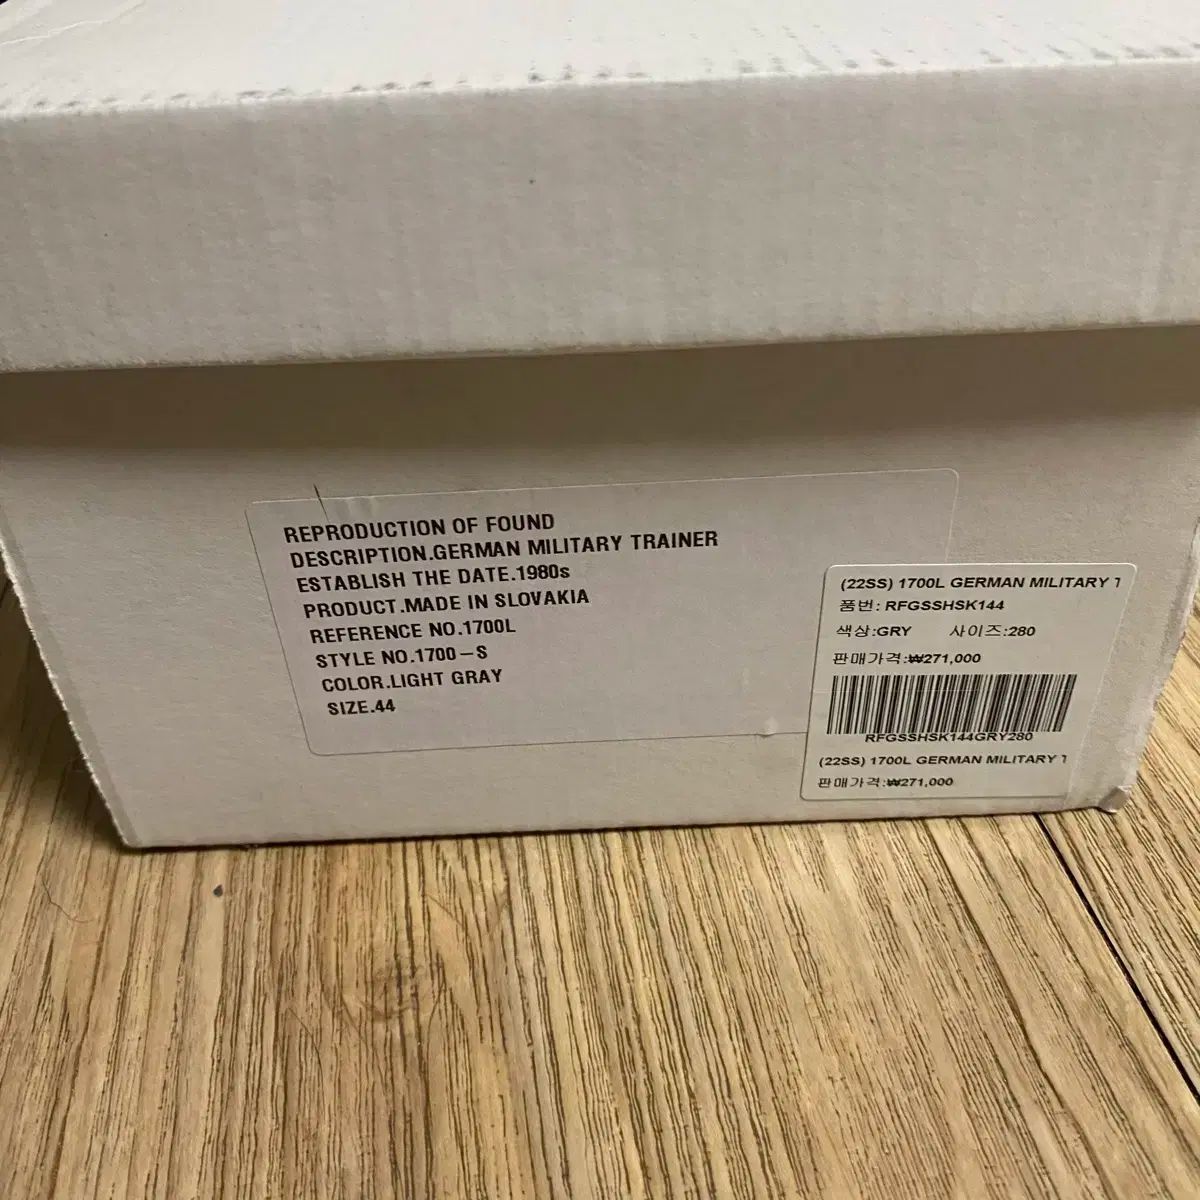 REPRODUCTION OF FOUND
DESCRIPTION.GERMAN MILITARY TRAINER
ESTABLISH THE DATE.1980s
PRODUCT.MADE IN SLOVAKIA
REFERENCE NO.1700L
STYLE NO.1700-S
COLOR.LIGHT GRAY
SIZE.44
(22SS) 1700L GERMAN MILITARY T
품번: RFGSSHSK144
색상:GRY 사이즈:280
판매가격:₩271,000
RFGSSHSK144GRY280
(22SS) 1700L GERMAN MILITARY T
판매가격:₩271,000